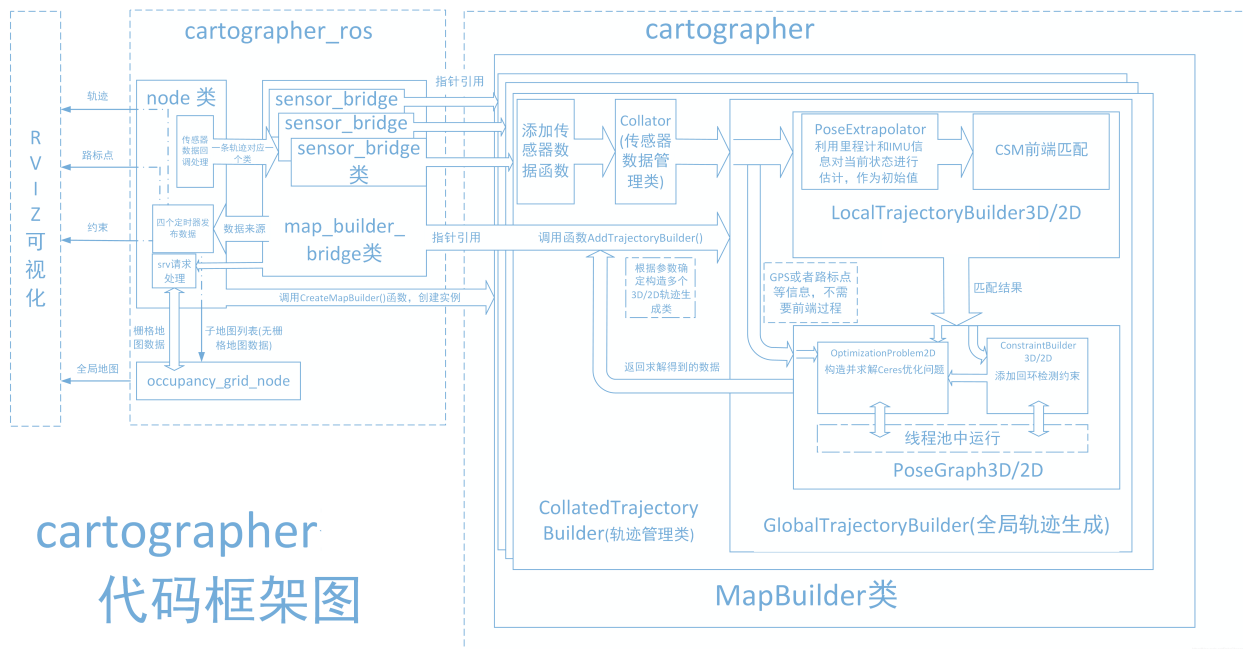 cartographer_ros
cartographer
R
V
I
Z
可
视
化
轨迹
路标点
约束
全局地图
node 类
传感器
数据回
调处理
一条轨迹对应一
个类
sensor_bridge
sensor_bridge
sensor_bridge
类
四个定时器发
布数据
数据来源
map_builder_
bridge类
srv请求
处理
调用CreateMapBuilder()函数，创建实例
栅格地
图数据
子地图列表(无栅
格地图数据)
occupancy_grid_node
指针引用
指针引用
调用函数AddTrajectoryBuilder()
添加传
感器数
据函数
Collator
(传感器
数据管
理类)
PoseExtrapolator
利用里程计和IMU信
息对当前状态进行
估计，作为初始值
CSM前端匹配
LocalTrajectoryBuilder3D/2D
根据参数确
定构造多个
3D/2D轨迹生
成类
GPS或者路标点
等信息，不需
要前端过程
匹配结果
返回求解得到的数据
OptimizationProblem2D
构造并求解Ceres优化问题
ConstraintBuilder
3D/2D
添加回环检测约束
线程池中运行
PoseGraph3D/2D
CollatedTrajectory
Builder(轨迹管理类)
GlobalTrajectoryBuilder(全局轨迹生成)
MapBuilder类
cartographer
代码框架图